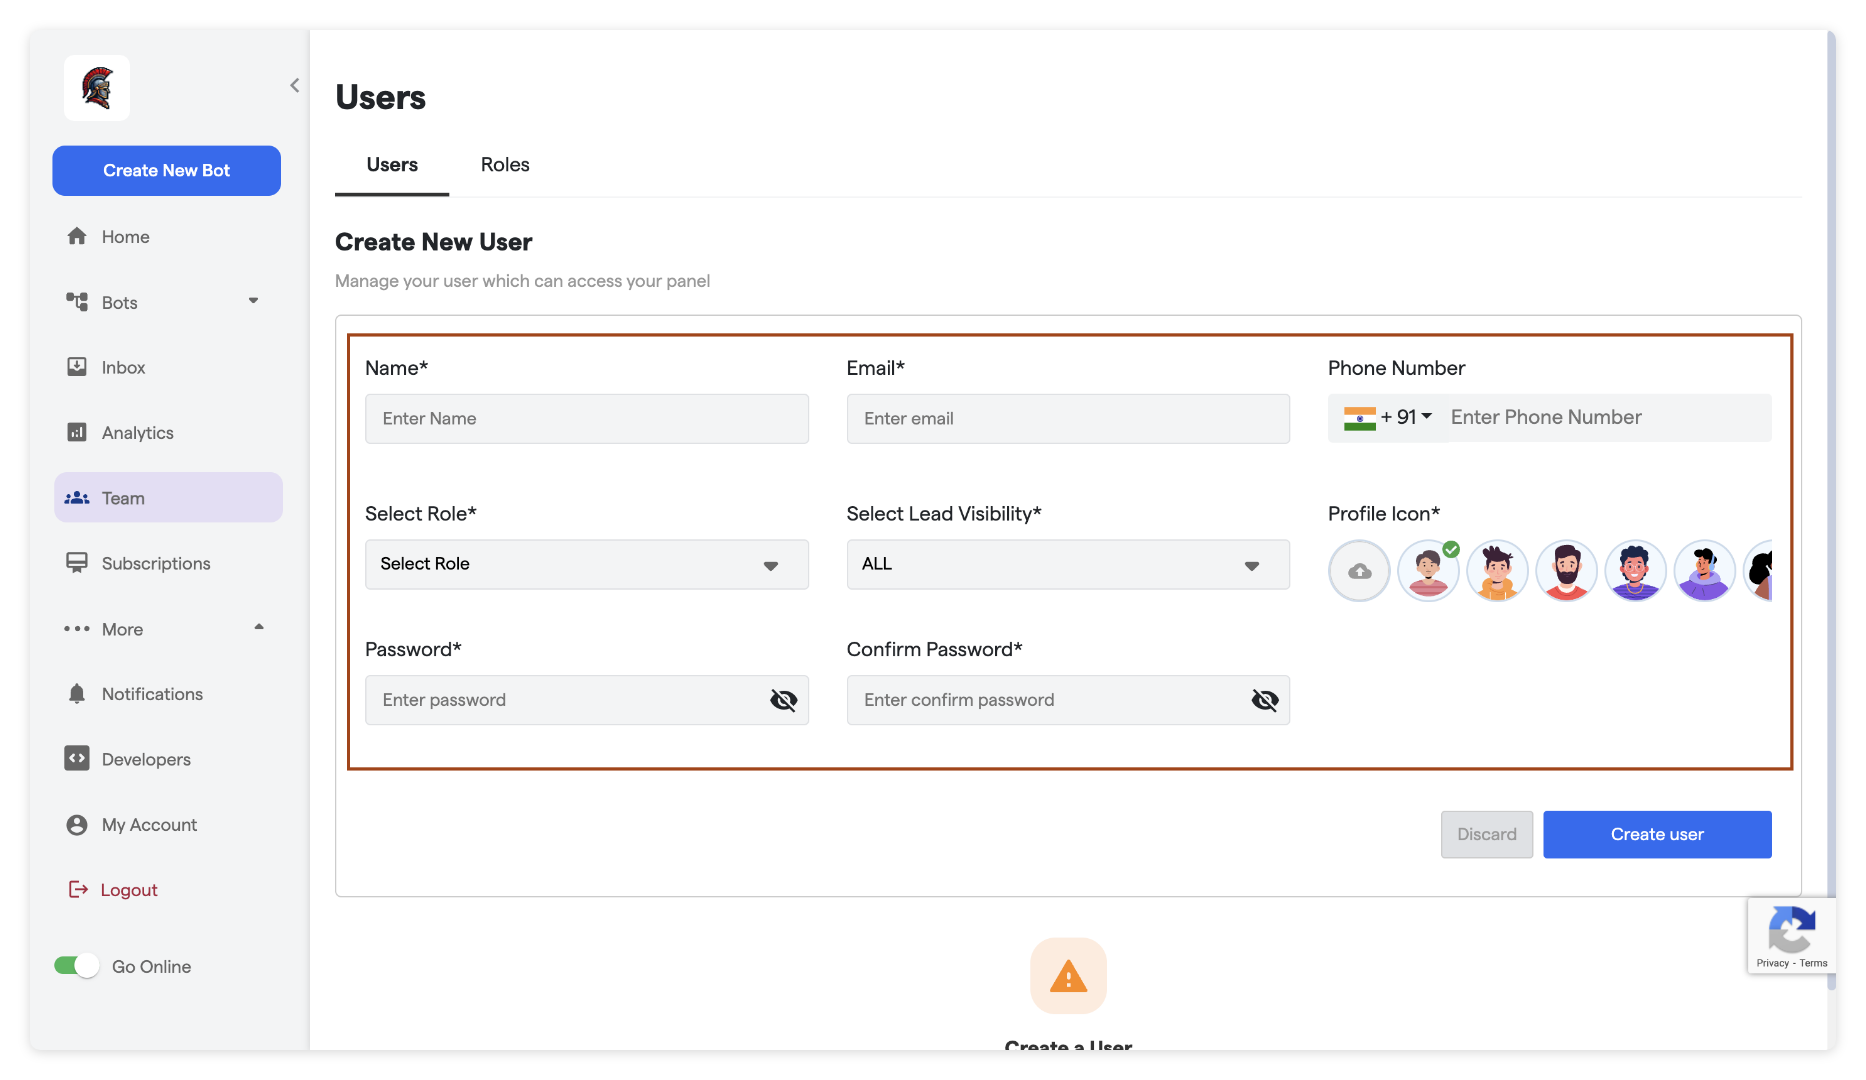 Create New Bot
Home
Bots
Inbox
Analytics
Team
Subscriptions
More
Notifications
Developers
My Account
Logout
Go Online
Users
Users Roles
Create New User
Manage your user which can access your panel
Name* Email* Phone Number
Enter Name Enter email + 91 Enter Phone Number
Select Role* Select Lead Visibility* Profile Icon*
Select Role ALL
Password* Confirm Password*
Enter password Enter confirm password
Discard Create user
Privacy - Terms
Create a User